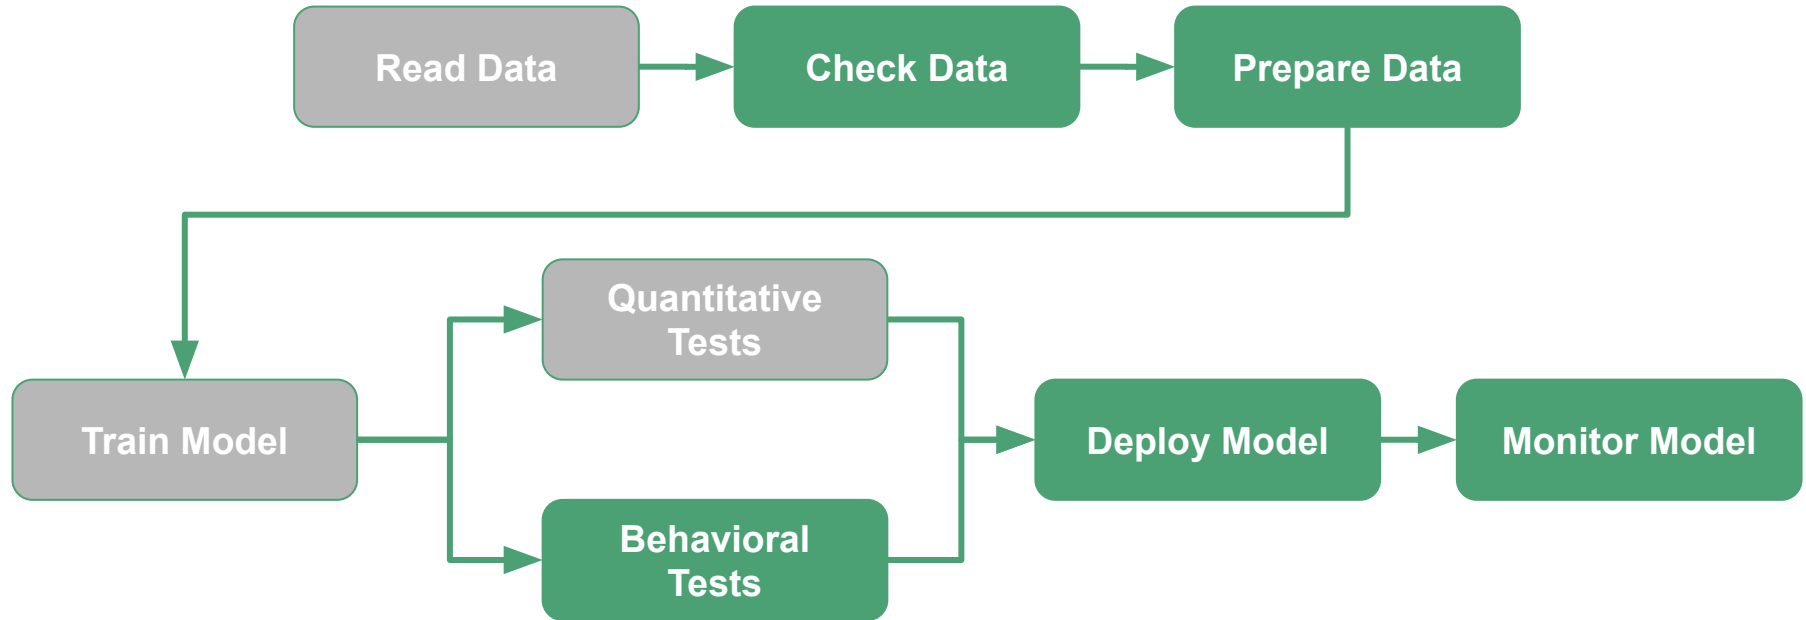 Read Data
Check Data
Prepare Data
Quantitative
Tests
Train Model
Deploy Model
Monitor Model
Behavioral
Tests